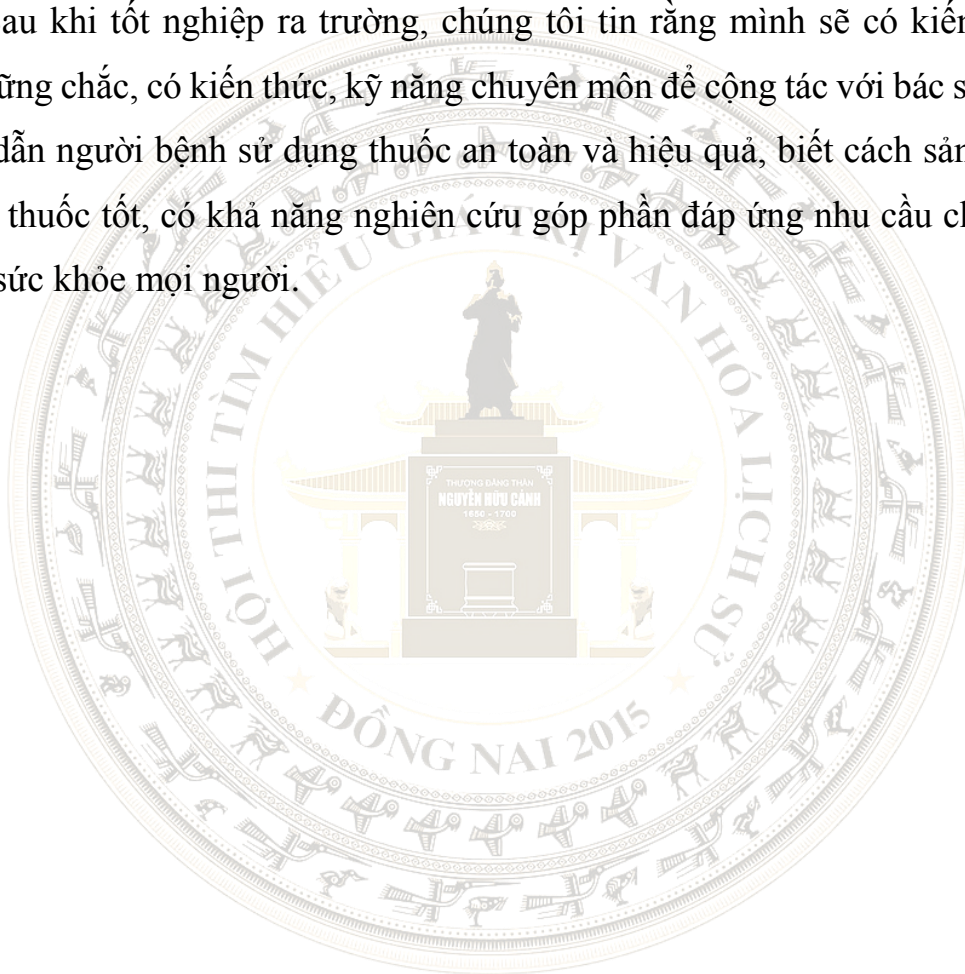 au khi tốt nghiệp ra trường, chúng tôi tin rằng mình sẽ có kiến
ững chắc, có kiến thức, kỹ năng chuyên môn để cộng tác với bác s
dẫn người bệnh sử dụng thuốc an toàn và hiệu quả, biết cách sản
thuốc tốt, có khả năng nghiên cứu góp phần đáp ứng nhu cầu ch
sức khỏe mọi người.
HỘI THI TÌM HIỂU GIÁ TRỊ VĂN HÓA LỊCH SỬ
THƯỢNG ĐẲNG THẦN
NGUYỄN HỮU CẢNH
1650 - 1700
ĐỒNG NAI 2015